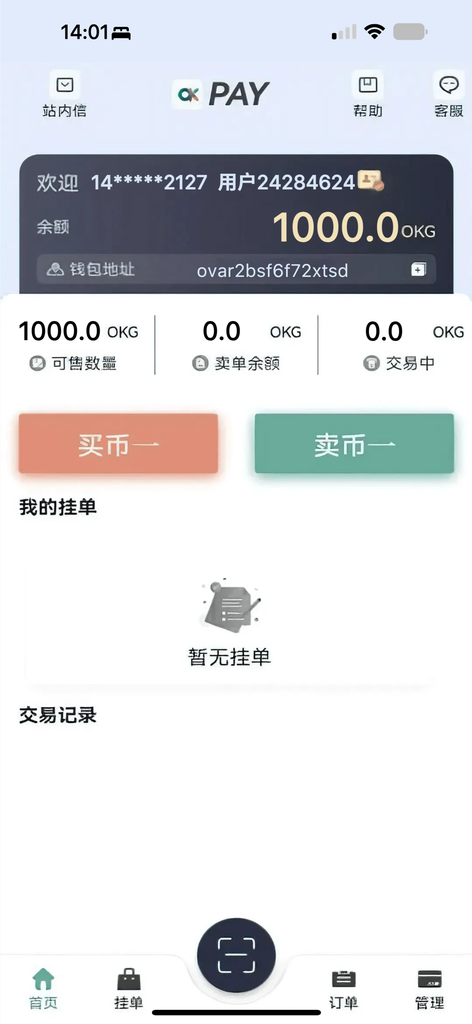 14:01
站内信
OK PAY
帮助
客服
欢迎 14*****2127 用户24284624
余额
1000.0 OKG
钱包地址 ovar2bsf6f72xtsd
1000.0 OKG
可售数量
0.0 OKG
卖单余额
0.0 OKG
交易中
买币一
卖币一
我的挂单
暂无挂单
交易记录
首页
挂单
订单
管理